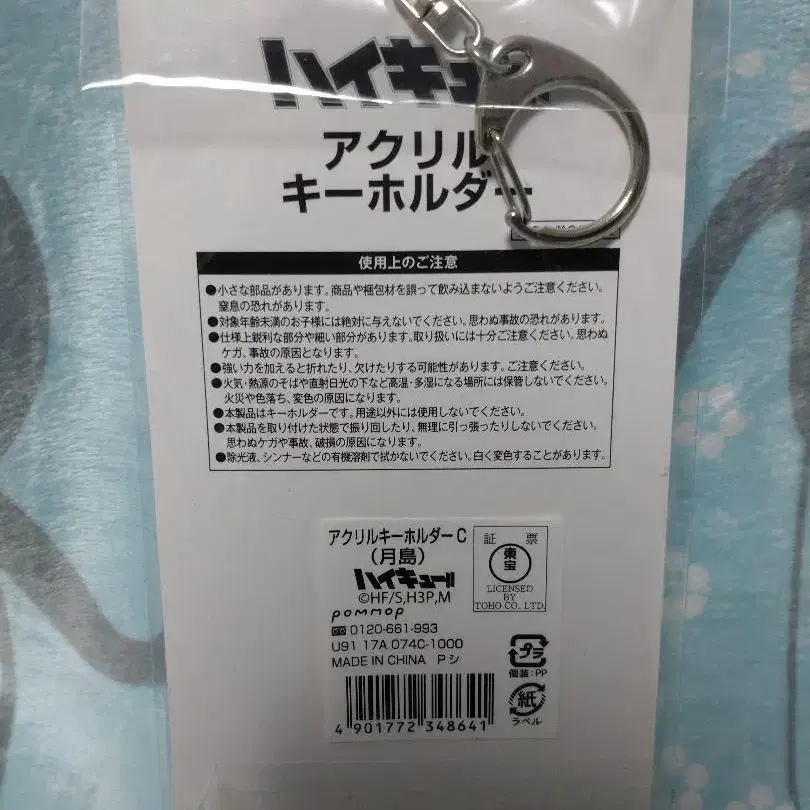 ハイキュー!!
アクリル
キーホルダー
使用上のご注意
●小さな部品があります。商品や梱包材を誤って飲み込まないようご注意ください。
窒息の恐れがあります。
●対象年齢未満のお子様には絶対に与えないでください。思わぬ事故の恐れがあります。
●仕様上鋭利な部分や細い部分があります。取り扱いには十分ご注意ください。思わぬ
ケガ、事故の原因となります。
●強い力を加えると折れたり、欠けたりする可能性があります。ご注意ください。
●火気・熱源のそばや直射日光の下など高温・多湿になる場所には保管しないでください。
火災や色落ち、変色の原因になります。
●本製品はキーホルダーです。用途以外には使用しないでください。
●本製品を取り付けた状態で振り回したり、無理に引っ張ったりしないでください。
思わぬケガや事故、破損の原因になります。
●除光液、シンナーなどの有機溶剤で拭かないでください。白く変色することがあります。
アクリルキーホルダー C
(月島)
ハイキュー!!
©HF/S,H3P,M
pommop
0120-661-993
U91 17A 074C-1000
MADE IN CHINA Pシ
4 901772 348641
証 票
東宝
LICENSED
BY
TOHO CO. LTD.
プラ
個装:PP
紙
ラベル